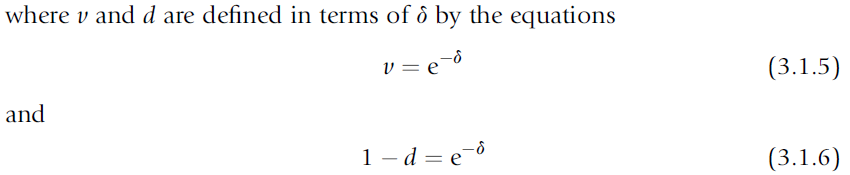 where v and d are defined in terms of δ by the equations
v = e^{−δ} (3.1.5)
and
1 − d = e^{−δ} (3.1.6)